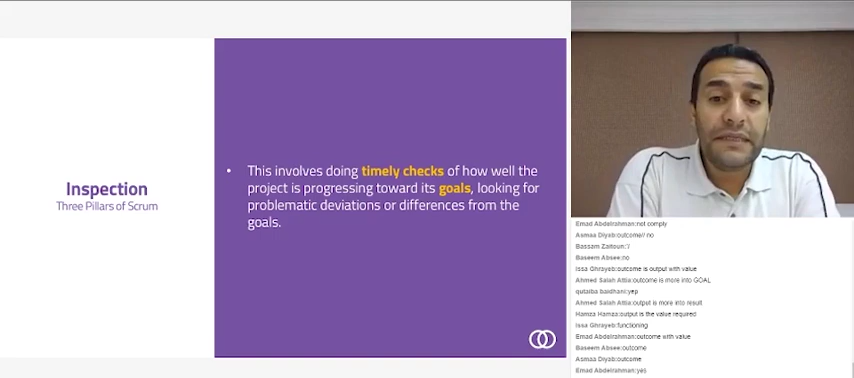 Inspection
Three Pillars of Scrum
• This involves doing timely checks of how well the
project is progressing toward its goals, looking for
problematic deviations or differences from the
goals.
Emad Abdelrahman:not comply
Asmaa Diyab:outcome// no
Bassam Zaitoun:'/
Baseem Absee:no
Issa Ghrayeb:outcome is output with value
Ahmed Salah Attia:outcome is more into GOAL
qutaiba baidhani:yep
Ahmed Salah Attia:output is more into result
Hamza Hamza:output is the value required
Issa Ghrayeb:functioning
Emad Abdelrahman:outcome with value
Baseem Absee:outcome
Asmaa Diyab:outcome
Emad Abdelrahman:yes